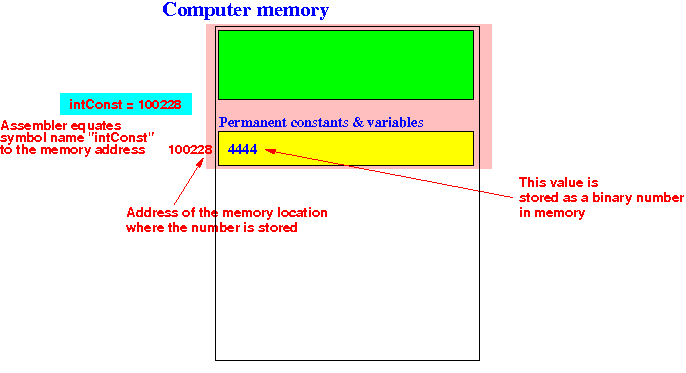 Computer memory
intConst = 100228
Permanent constants & variables
Assembler equates
symbol name "intConst"
to the memory address
100228
4444
This value is
stored as a binary number
in memory
Address of the memory location
where the number is stored